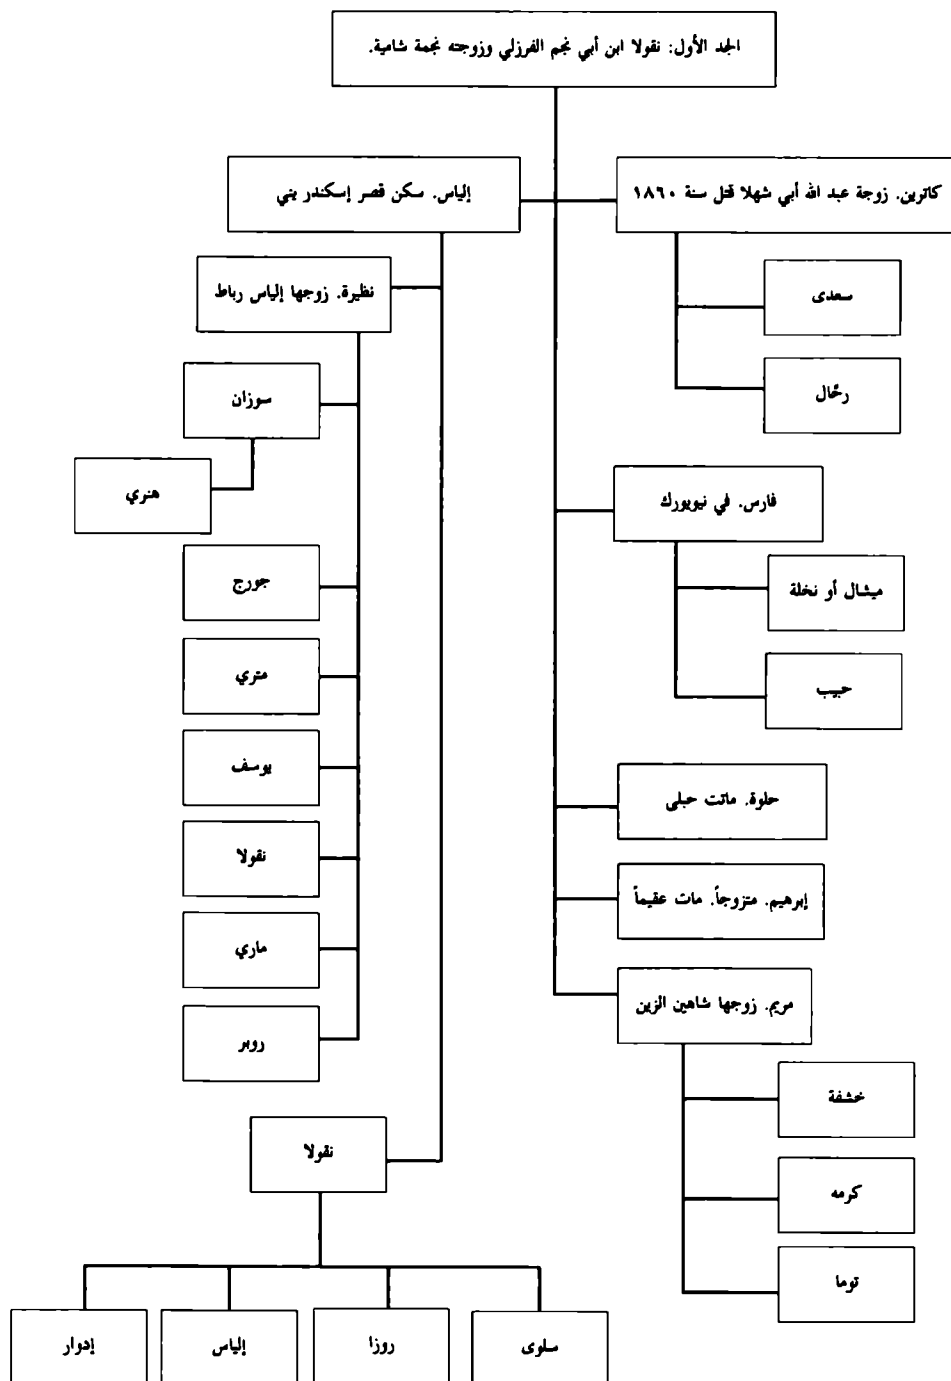 الجد الأول: نقولا ابن أبي نجم الفرزلي وزوجته نجمة شامية.
كاترين. زوجة عبد الله أبي شهلا قتل سنة ١٨٦٠
إلياس. سكن قصر إسكندر يني
سعدى
رحّال
نظيرة. زوجها إلياس رباط
سوزان
هنري
جورج
متري
يوسف
نقولا
ماري
روبر
فارس. في نيويورك
ميشال أو نخلة
حبيب
حلوة. ماتت حبلى
إبرهيم. متزوجاً. مات عقيماً
مريم. زوجها شاهين الزين
خشفة
كرمه
توما
نقولا
سلوى
روزا
إلياس
إدوار